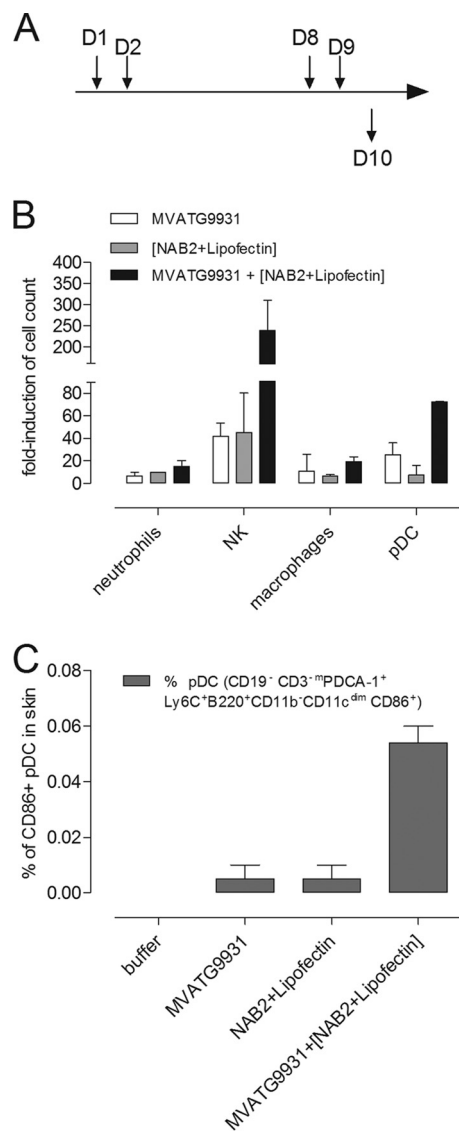 A
D1
D2
D8
D9
D10
B
MVATG9931
[NAB2+Lipofectin]
MVATG9931 + [NAB2+Lipofectin]
fold-induction of cell count
400
350
300
250
200
80
60
40
20
0
neutrophils
NK
macrophages
pDC
C
% pDC (CD19⁻ CD3⁻ᵐPDCA-1⁺
Ly6C⁺B220⁺CD11b⁻CD11cᵈⁱᵐ CD86⁺)
% of CD86+ pDC in skin
0.08
0.06
0.04
0.02
0.00
buffer
MVATG9931
NAB2+Lipofectin
MVATG9931+[NAB2+Lipofectin]